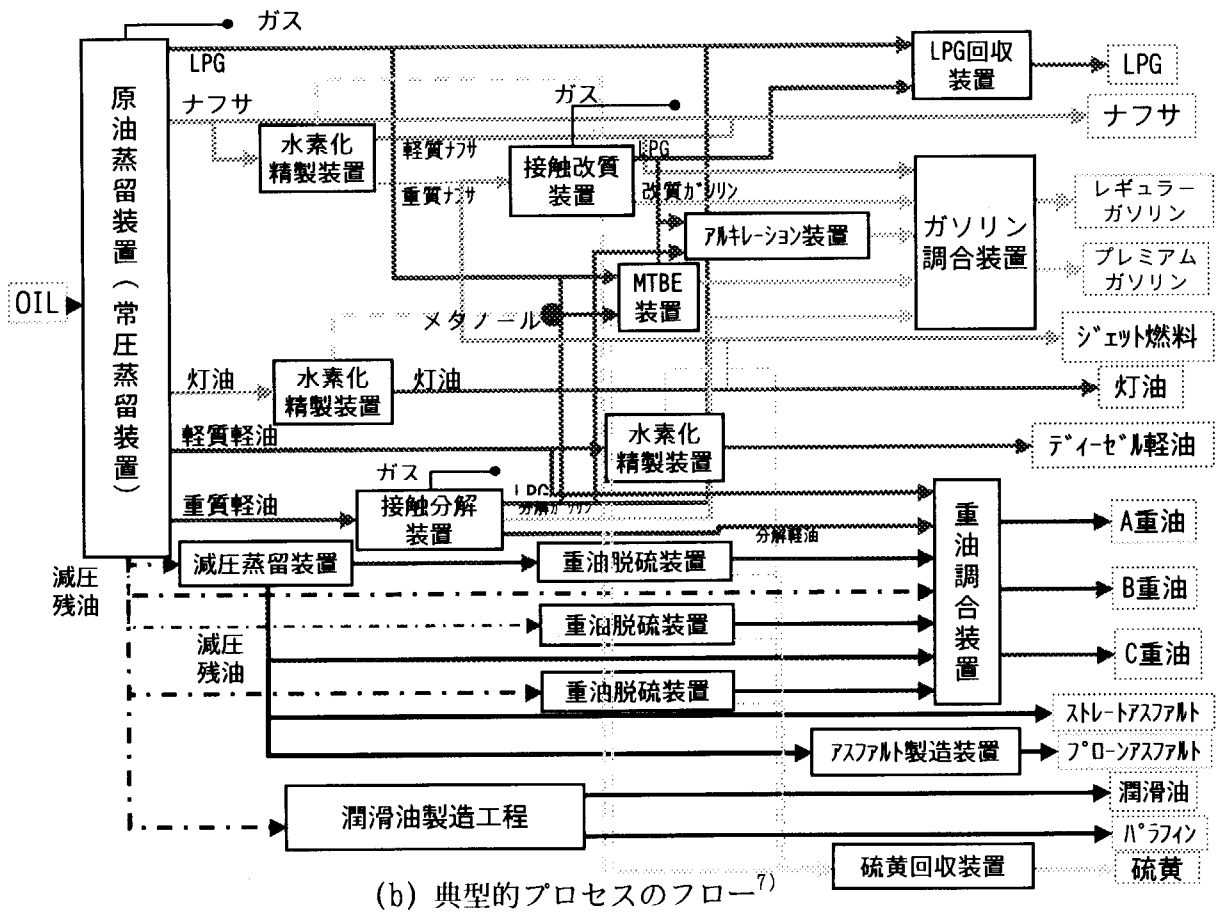 ガス
LPG
LPG回収
装置
LPG
ナフサ
ナフサ
ガス
水素化
精製装置
軽質ﾅﾌｻ
重質ﾅﾌｻ
接触改質
装置
LPG
改質ｶﾞｿﾘﾝ
ガソリン
調合装置
レギュラー
ガソリン
プレミアム
ガソリン
ｱﾙｷﾚｰｼｮﾝ装置
MTBE
装置
メタノール
原油蒸留装置(常圧蒸留装置)
OIL
ｼﾞｪｯﾄ燃料
灯油
水素化
精製装置
灯油
灯油
軽質軽油
水素化
精製装置
ﾃﾞｨｰｾﾞﾙ軽油
ガス
重質軽油
接触分解
装置
LPG
分解ｶﾞｿﾘﾝ
分解軽油
重油調合装置
A重油
B重油
C重油
減圧
残油
減圧蒸留装置
重油脱硫装置
重油脱硫装置
減圧
残油
重油脱硫装置
ｽﾄﾚｰﾄｱｽﾌｧﾙﾄ
ｱｽﾌｧﾙﾄ製造装置
ﾌﾟﾛｰﾝｱｽﾌｧﾙﾄ
潤滑油製造工程
潤滑油
ﾊﾟﾗﾌｨﾝ
硫黄回収装置
硫黄
(b) 典型的プロセスのフロー7)